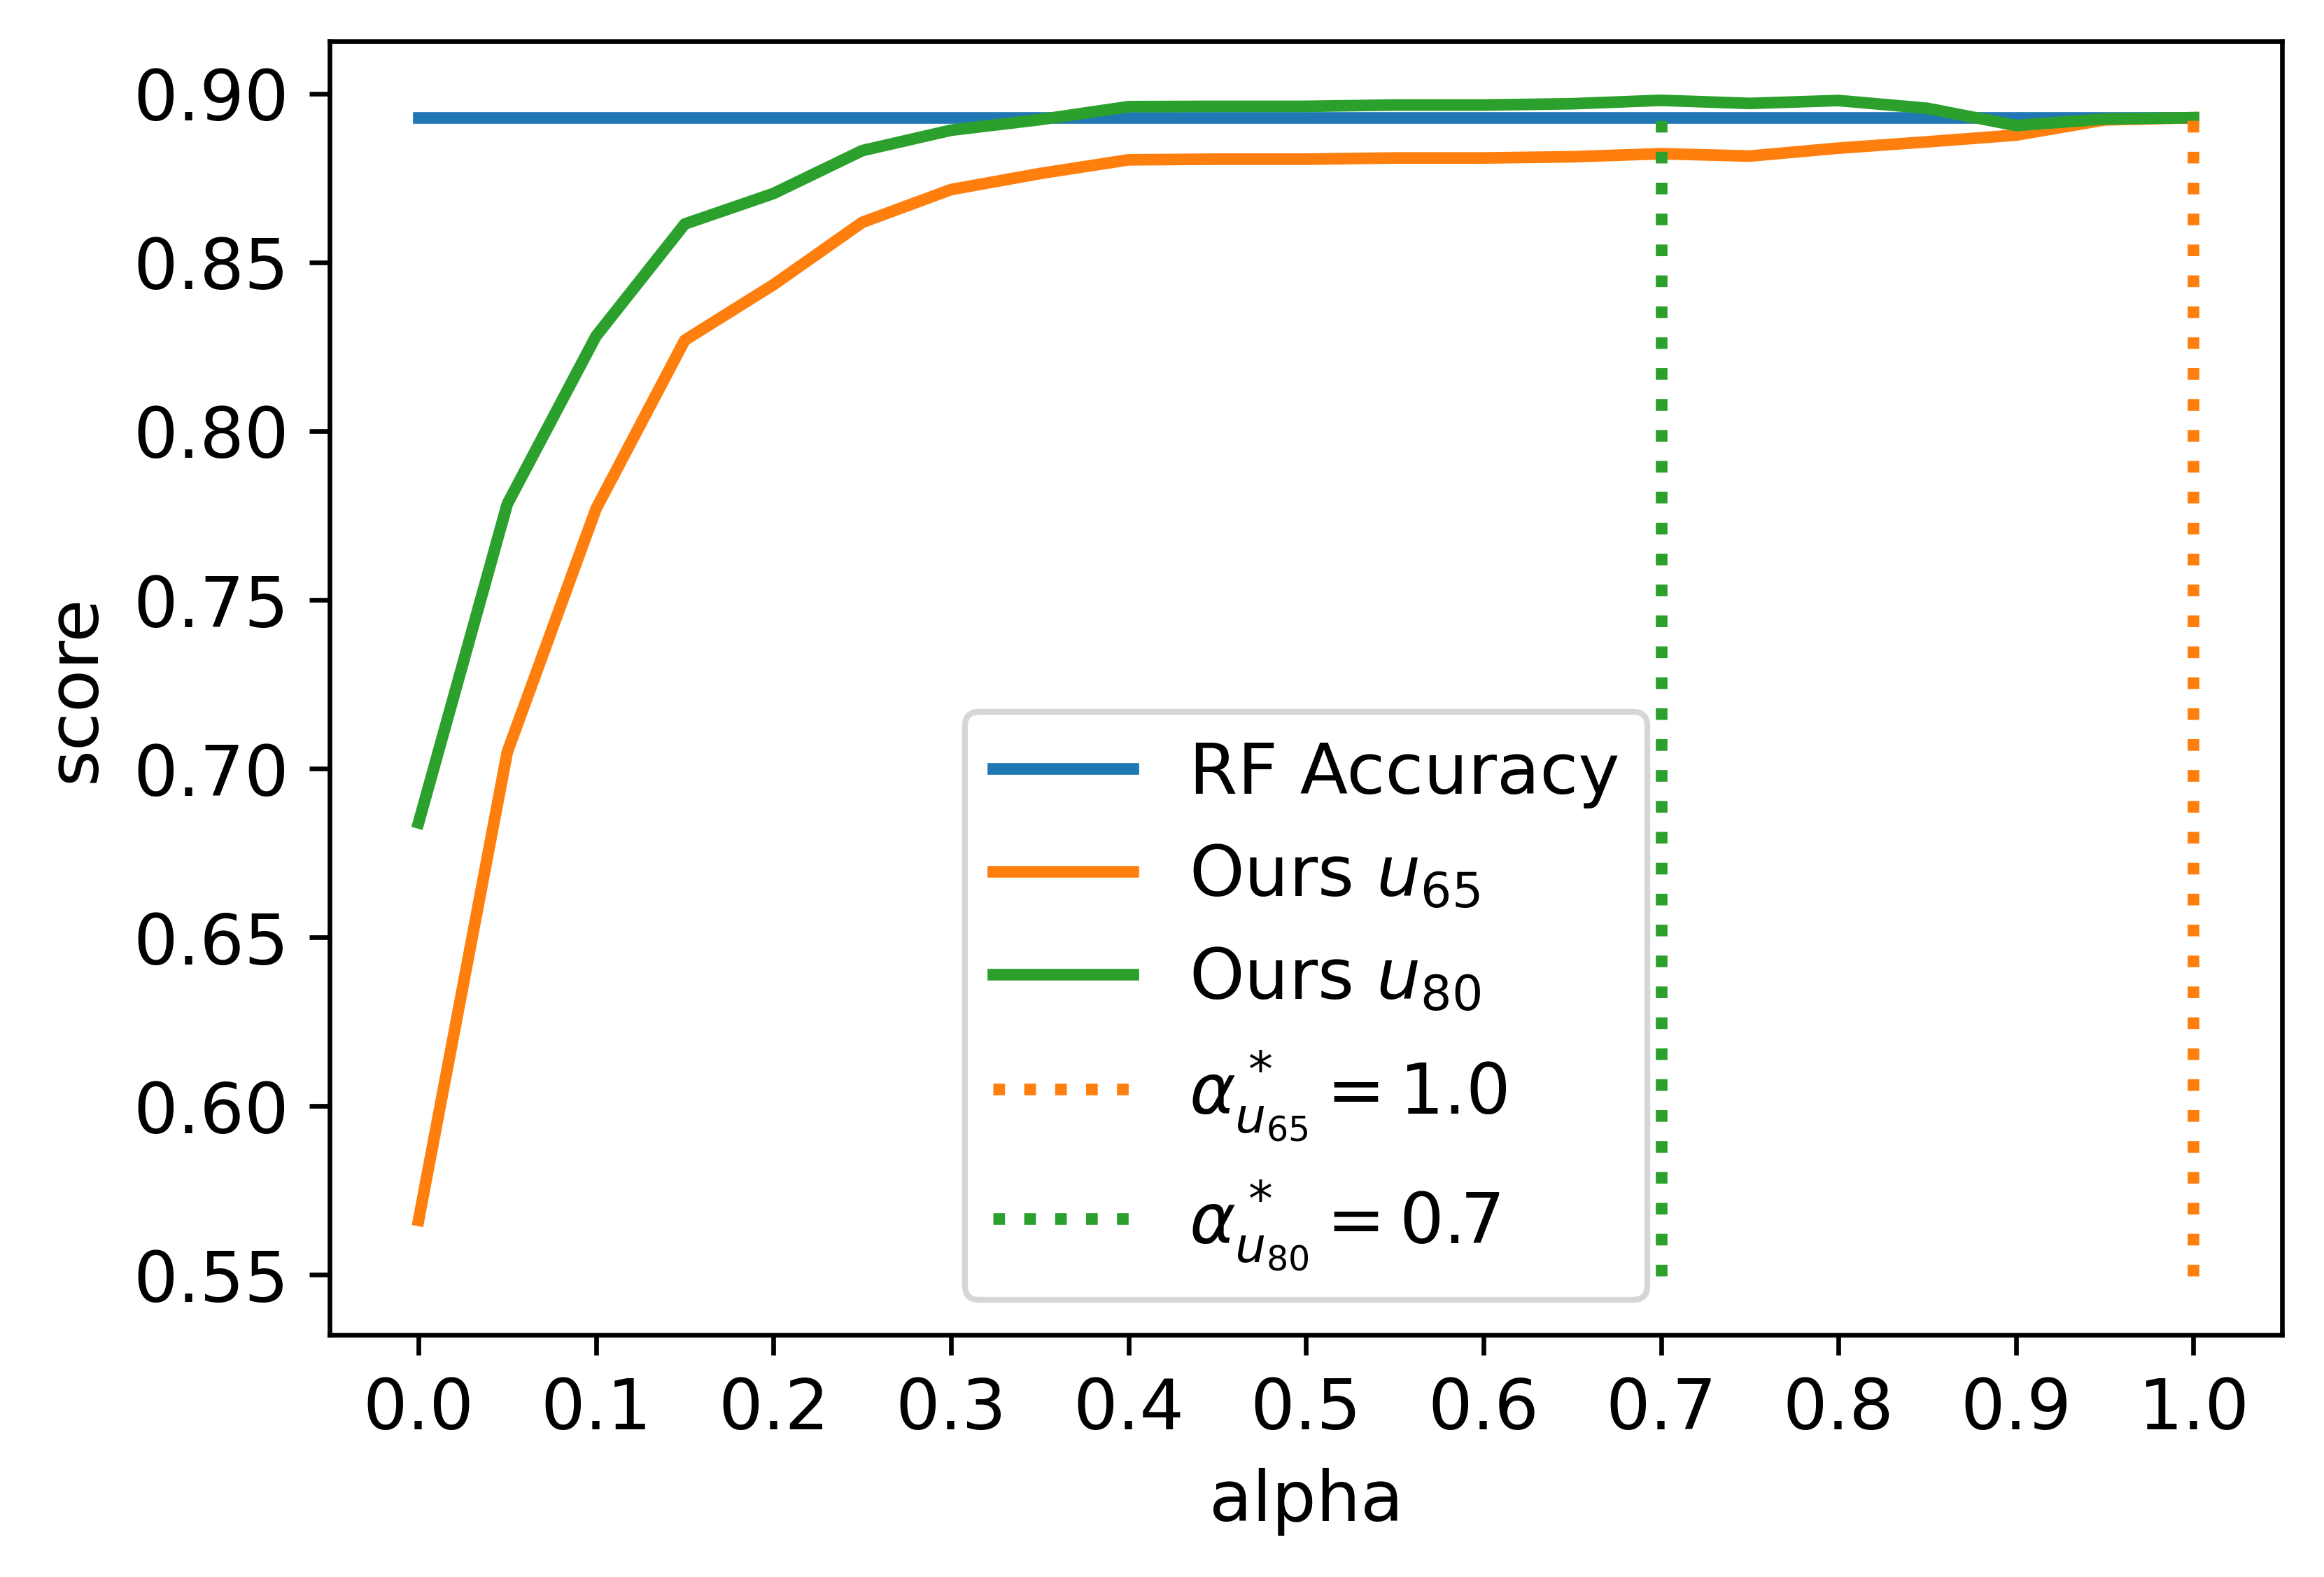 0.90
0.85
0.80
0.75
0.70
0.65
0.60
0.55
score
RF Accuracy
Ours u₆₅
Ours u₈₀
α*ᵤ₆₅ = 1.0
α*ᵤ₈₀ = 0.7
0.0 0.1 0.2 0.3 0.4 0.5 0.6 0.7 0.8 0.9 1.0
alpha